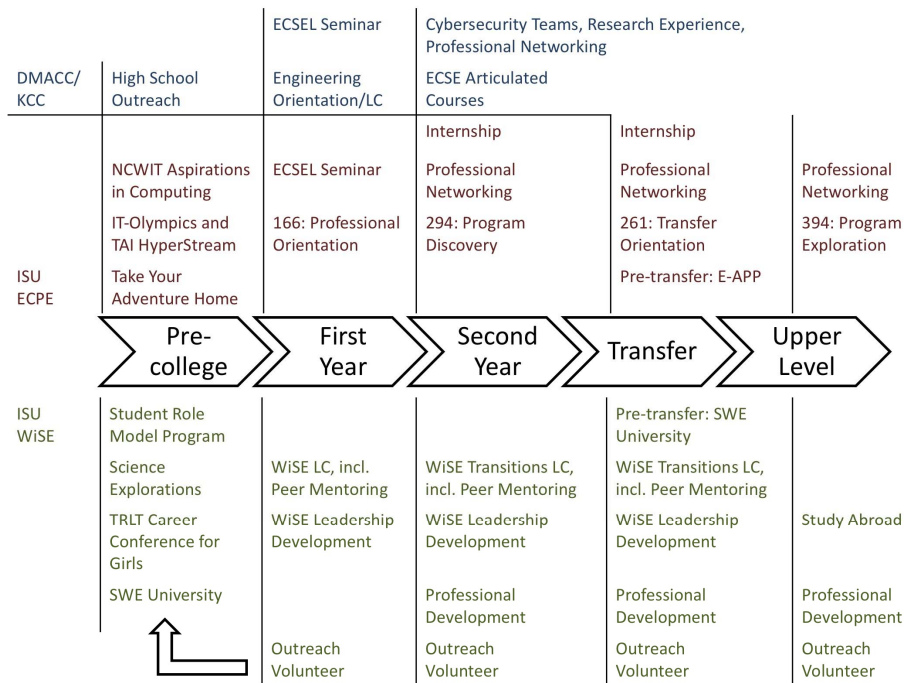 ECSEL Seminar
Cybersecurity Teams, Research Experience,
Professional Networking
DMACC/
KCC
High School
Outreach
Engineering
Orientation/LC
ECSE Articulated
Courses
Internship
Internship
NCWIT Aspirations
in Computing
ECSEL Seminar
Professional
Networking
Professional
Networking
Professional
Networking
IT-Olympics and
TAI HyperStream
166: Professional
Orientation
294: Program
Discovery
261: Transfer
Orientation
394: Program
Exploration
ISU
ECPE
Take Your
Adventure Home
Pre-transfer: E-APP
Pre-
college
First
Year
Second
Year
Transfer
Upper
Level
ISU
WiSE
Student Role
Model Program
Pre-transfer: SWE
University
Science
Explorations
WiSE LC, incl.
Peer Mentoring
WiSE Transitions LC,
incl. Peer Mentoring
WiSE Transitions LC,
incl. Peer Mentoring
TRLT Career
Conference for
Girls
WiSE Leadership
Development
WiSE Leadership
Development
WiSE Leadership
Development
Study Abroad
SWE University
Professional
Development
Professional
Development
Professional
Development
Outreach
Volunteer
Outreach
Volunteer
Outreach
Volunteer
Outreach
Volunteer